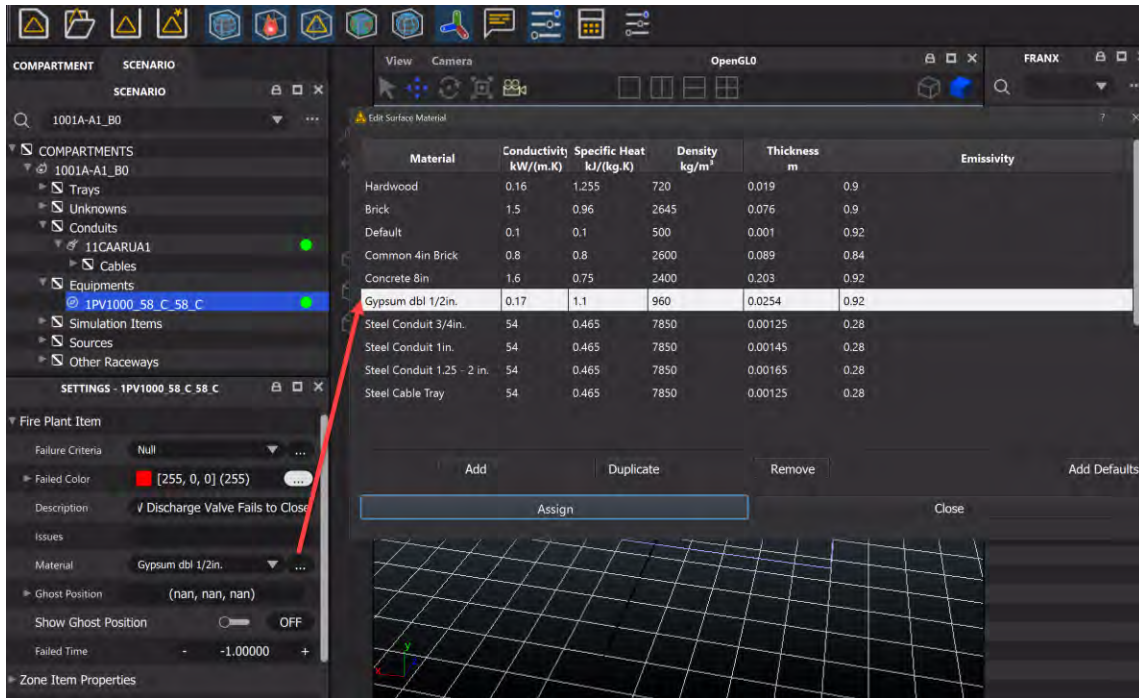 COMPARTMENT SCENARIO
SCENARIO
1001A-A1_B0
COMPARTMENTS
1001A-A1_B0
Trays
Unknowns
Conduits
11CAARUA1
Cables
Equipments
1PV1000_58_C_58_C
Simulation Items
Sources
Other Raceways
SETTINGS - 1PV1000_58_C_58_C
Fire Plant Item
Failure Criteria Null ...
Failed Color [255, 0, 0] (255) ...
Description / Discharge Valve Fails to Close
Issues
Material Gypsum dbl 1/2in. ...
Ghost Position (nan, nan, nan)
Show Ghost Position OFF
Failed Time - -1.00000 +
Zone Item Properties
View Camera OpenGL0
FRANX
Edit Surface Material ? X
Material Conductivity kW/(m.K) Specific Heat kJ/(kg.K) Density kg/m³ Thickness m Emissivity
Hardwood 0.16 1.255 720 0.019 0.9
Brick 1.5 0.96 2645 0.076 0.9
Default 0.1 0.1 500 0.001 0.92
Common 4in Brick 0.8 0.8 2600 0.089 0.84
Concrete 8in 1.6 0.75 2400 0.203 0.92
Gypsum dbl 1/2in. 0.17 1.1 960 0.0254 0.92
Steel Conduit 3/4in. 54 0.465 7850 0.00125 0.28
Steel Conduit 1in. 54 0.465 7850 0.00145 0.28
Steel Conduit 1.25 - 2 in. 54 0.465 7850 0.00165 0.28
Steel Cable Tray 54 0.465 7850 0.00125 0.28
Add Duplicate Remove Add Defaults
Assign Close
y
x